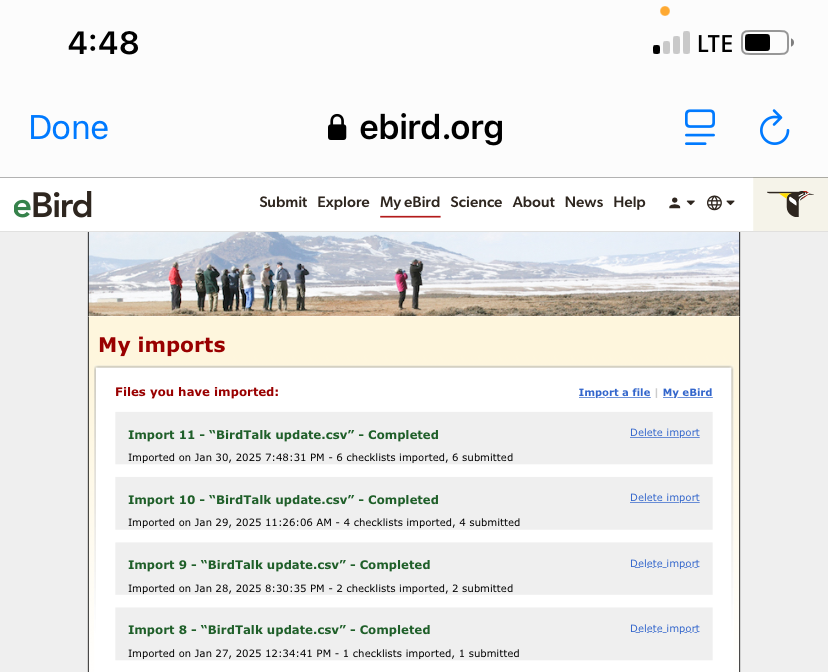 4:48
LTE
Done
ebird.org
eBird
Submit Explore My eBird Science About News Help
My imports
Files you have imported:
Import a file | My eBird
Import 11 - “BirdTalk update.csv” - Completed
Delete import
Imported on Jan 30, 2025 7:48:31 PM - 6 checklists imported, 6 submitted
Import 10 - “BirdTalk update.csv” - Completed
Delete import
Imported on Jan 29, 2025 11:26:06 AM - 4 checklists imported, 4 submitted
Import 9 - “BirdTalk update.csv” - Completed
Delete import
Imported on Jan 28, 2025 8:30:35 PM - 2 checklists imported, 2 submitted
Import 8 - “BirdTalk update.csv” - Completed
Delete import
Imported on Jan 27, 2025 12:34:41 PM - 1 checklists imported, 1 submitted